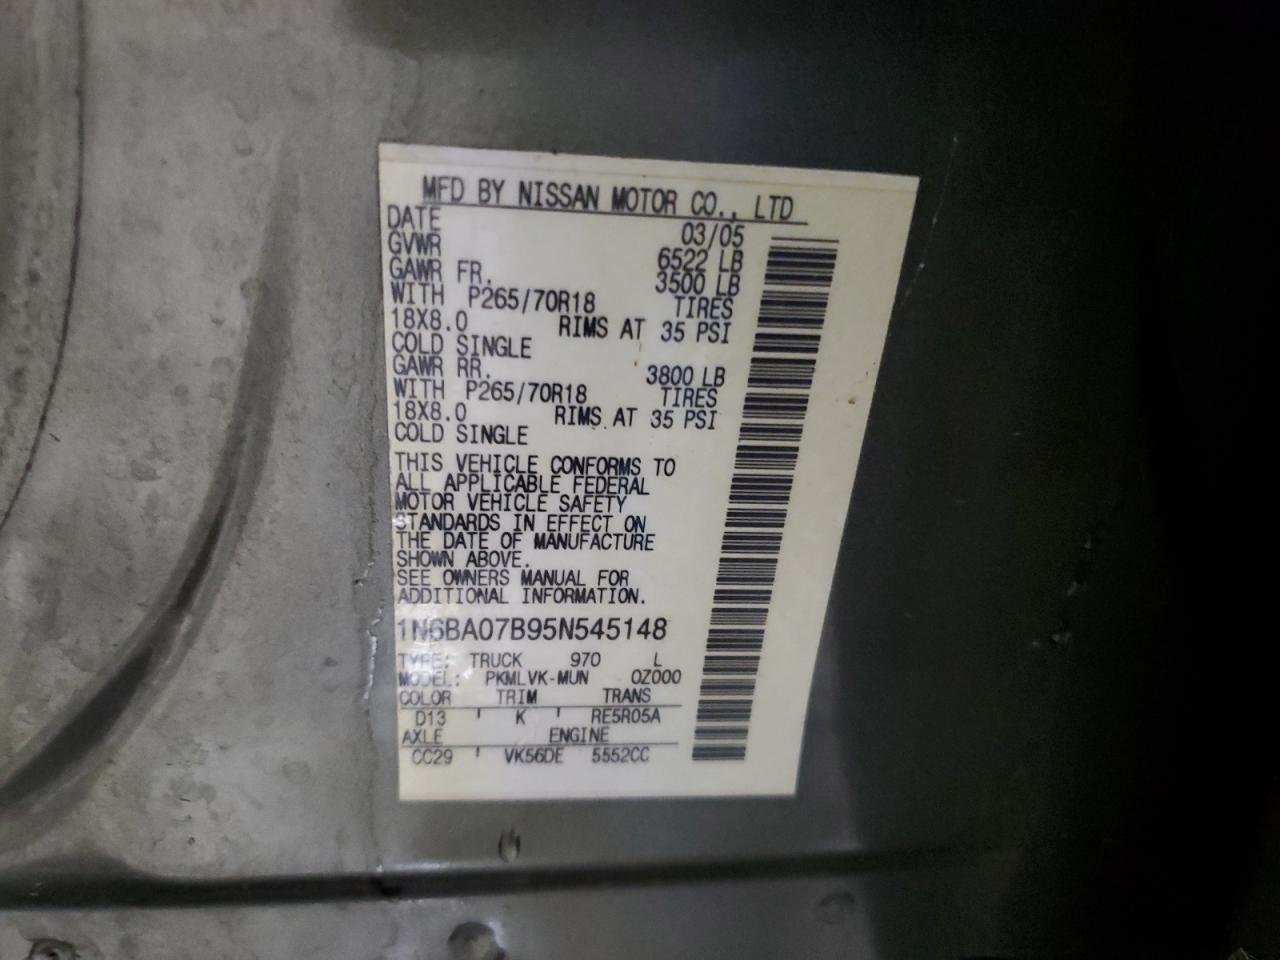 MFD BY NISSAN MOTOR CO., LTD
DATE 03/05
GVWR 6522 LB
GAWR FR. 3500 LB
WITH P265/70R18 TIRES
18X8.0 RIMS AT 35 PSI
COLD SINGLE
GAWR RR. 3800 LB
WITH P265/70R18 TIRES
18X8.0 RIMS AT 35 PSI
COLD SINGLE
THIS VEHICLE CONFORMS TO
ALL APPLICABLE FEDERAL
MOTOR VEHICLE SAFETY
STANDARDS IN EFFECT ON
THE DATE OF MANUFACTURE
SHOWN ABOVE.
SEE OWNERS MANUAL FOR
ADDITIONAL INFORMATION.
1N6BA07B95N545148
TYPE: TRUCK 970 L
MODEL: PKMLVK-MUN 0Z000
COLOR TRIM TRANS
D13 ' K ' RE5R05A
AXLE ENGINE
CC29 ' VK56DE 5552CC